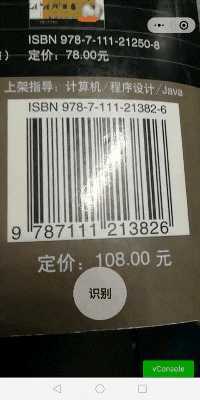 ISBN 978-7-111-21250-8
定价：78.00元
上架指导：计算机/程序设计/Java
ISBN 978-7-111-21382-6
9 787111 213826
定价：108.00 元
识别
vConsole